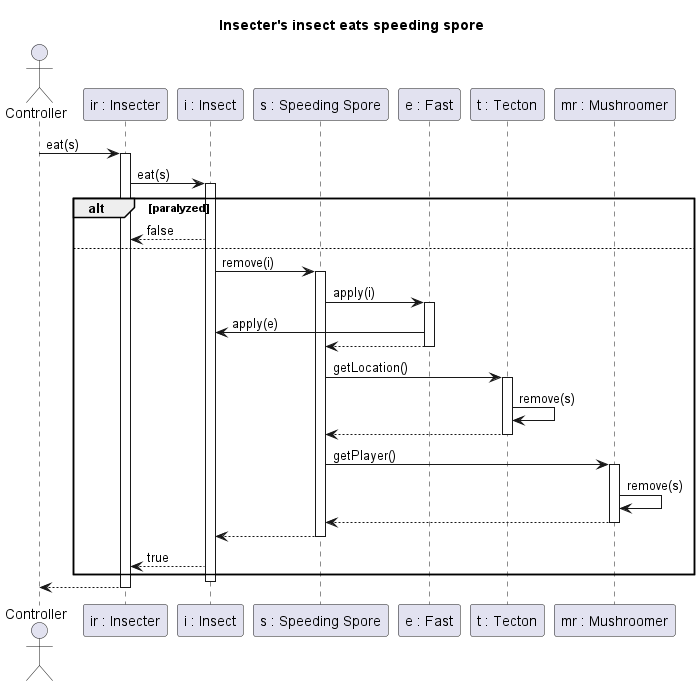 Insecter's insect eats speeding spore
Controller
ir : Insecter
i : Insect
s : Speeding Spore
e : Fast
t : Tecton
mr : Mushroomer
eat(s)
eat(s)
alt
[paralyzed]
false
remove(i)
apply(i)
apply(e)
getLocation()
remove(s)
getPlayer()
remove(s)
true
Controller
ir : Insecter
i : Insect
s : Speeding Spore
e : Fast
t : Tecton
mr : Mushroomer